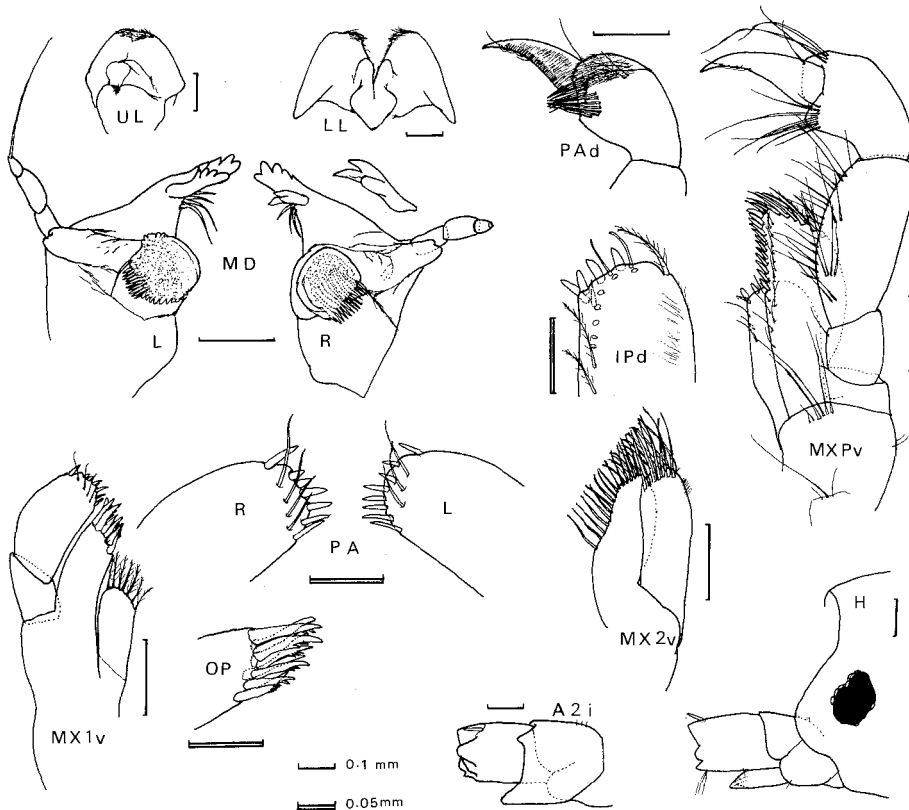 UL
LL
PAd
MD
L
R
IPd
MXPv
R
L
PA
H
MX2v
OP
A2i
MX1v
0.1 mm
0.05mm